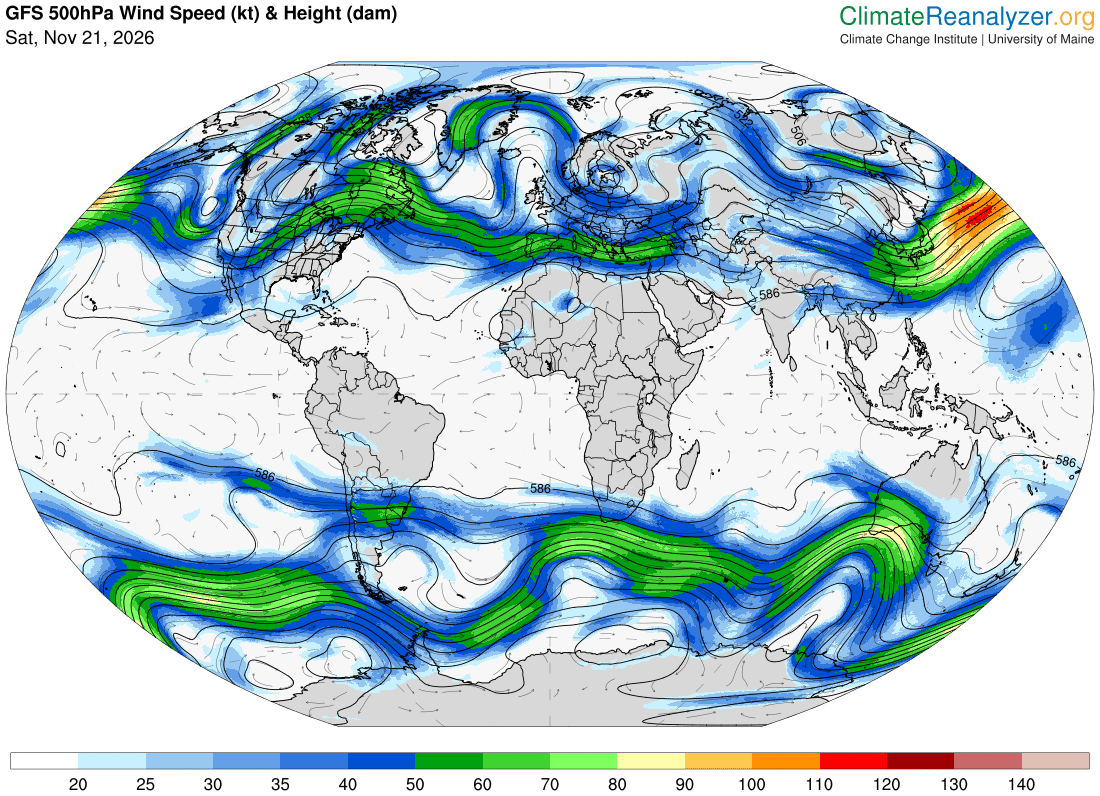 GFS 500hPa Wind Speed (kt) & Height (dam)
Sat, Nov 21, 2026
ClimateReanalyzer.org
Climate Change Institute | University of Maine
506
586
586
586
586
20 25 30 35 40 50 60 70 80 90 100 110 120 130 140